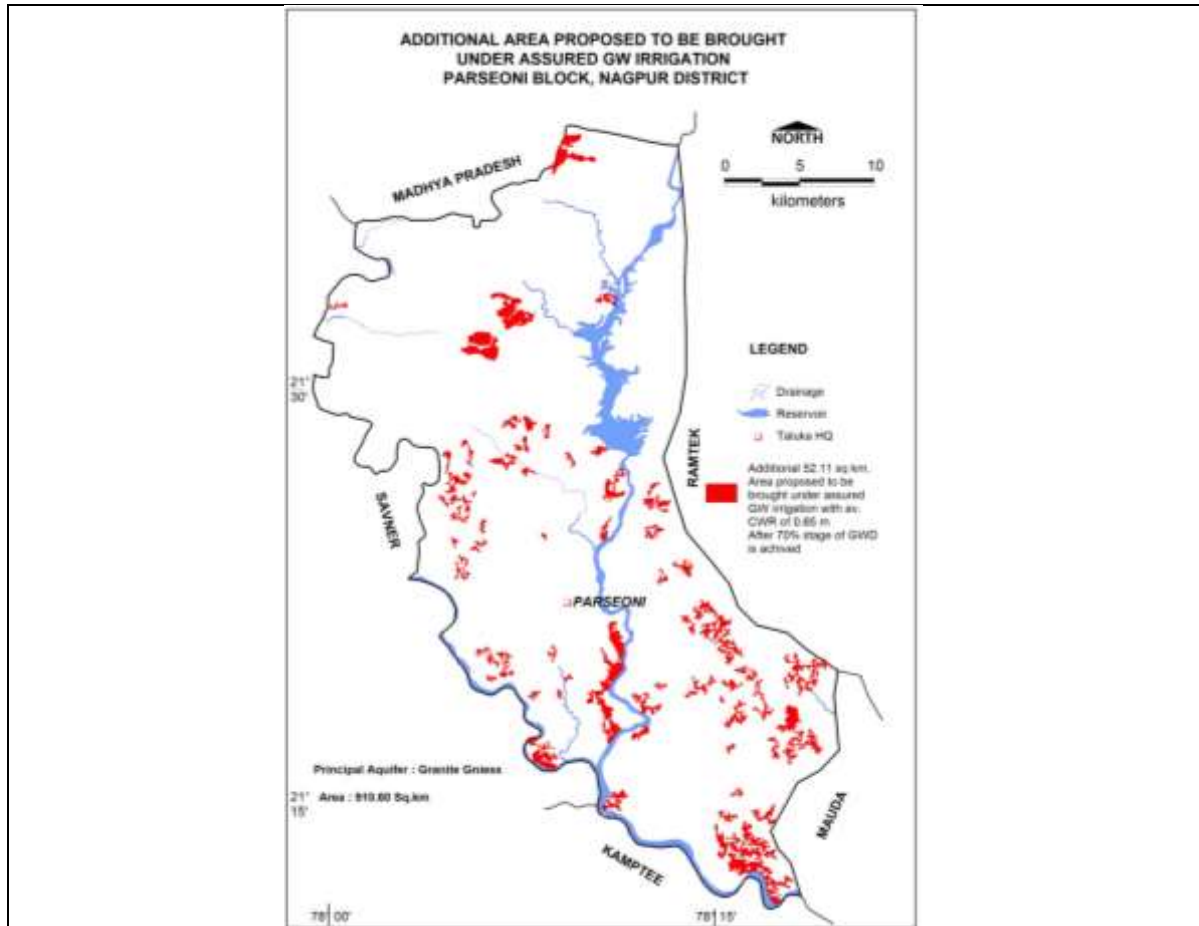 ADDITIONAL AREA PROPOSED TO BE BROUGHT
UNDER ASSURED GW IRRIGATION
PARSEONI BLOCK, NAGPUR DISTRICT
NORTH
0 5 10
kilometers
MADHYA PRADESH
LEGEND
21°
30'
Drainage
Reservoir
Taluka HQ
RAMTEK
Additional 52.11 sq.km.
Area proposed to be
brought under assured
GW irrigation with av.
CWR of 0.65 m
After 70% stage of GWD
is achived
SAVNER
PARSEONI
Principal Aquifer : Granite Gniess
21°
15'
Area : 919.60 Sq.km
MAUDA
KAMPTEE
78° 00'
78° 15'